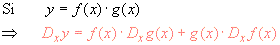 Si y = f(x) · g(x)
⇒ Dₓy = f(x) · Dₓg(x) + g(x) · Dₓf(x)